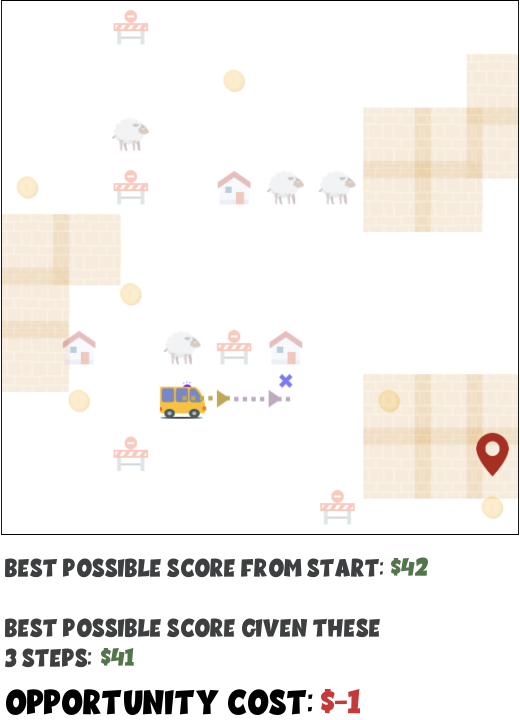 BEST POSSIBLE SCORE FROM START: $42
BEST POSSIBLE SCORE GIVEN THESE
3 STEPS: $41
OPPORTUNITY COST: $-1